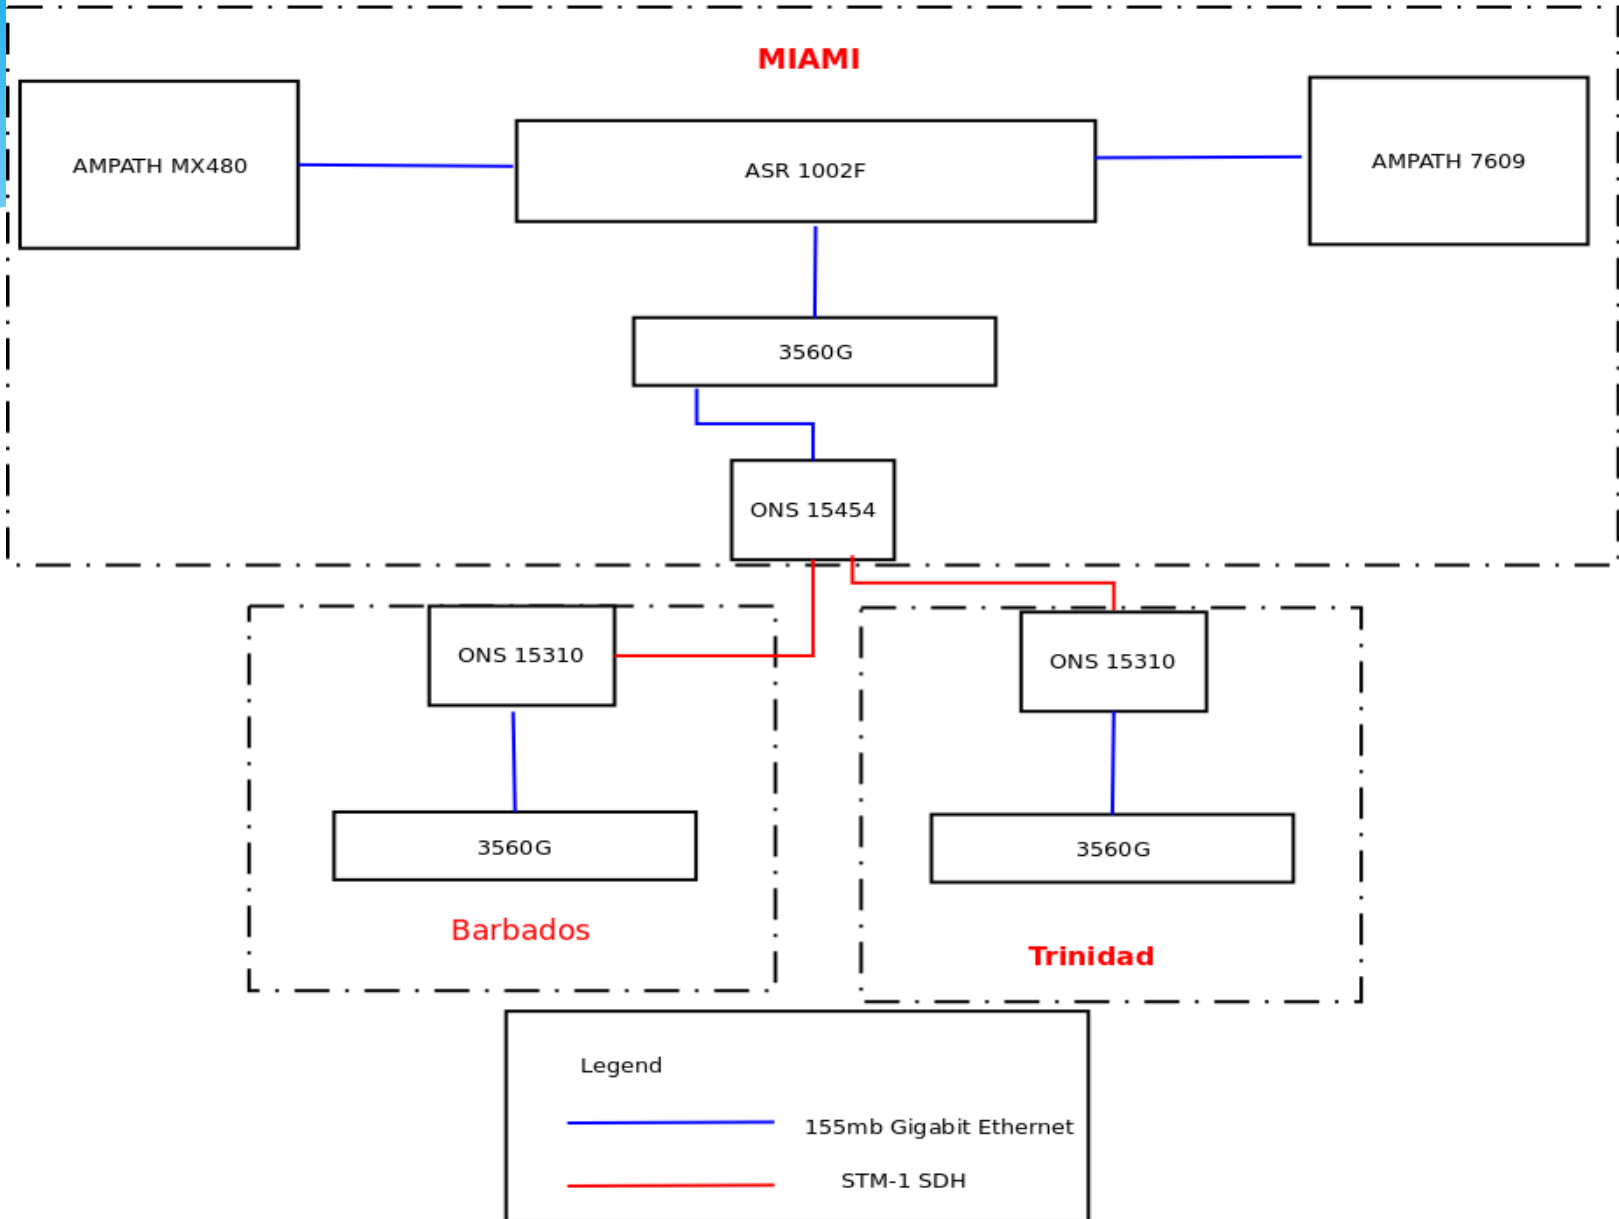 MIAMI
AMPATH MX480
ASR 1002F
AMPATH 7609
3560G
ONS 15454
ONS 15310
ONS 15310
3560G
3560G
Barbados
Trinidad
Legend
155mb Gigabit Ethernet
STM-1 SDH